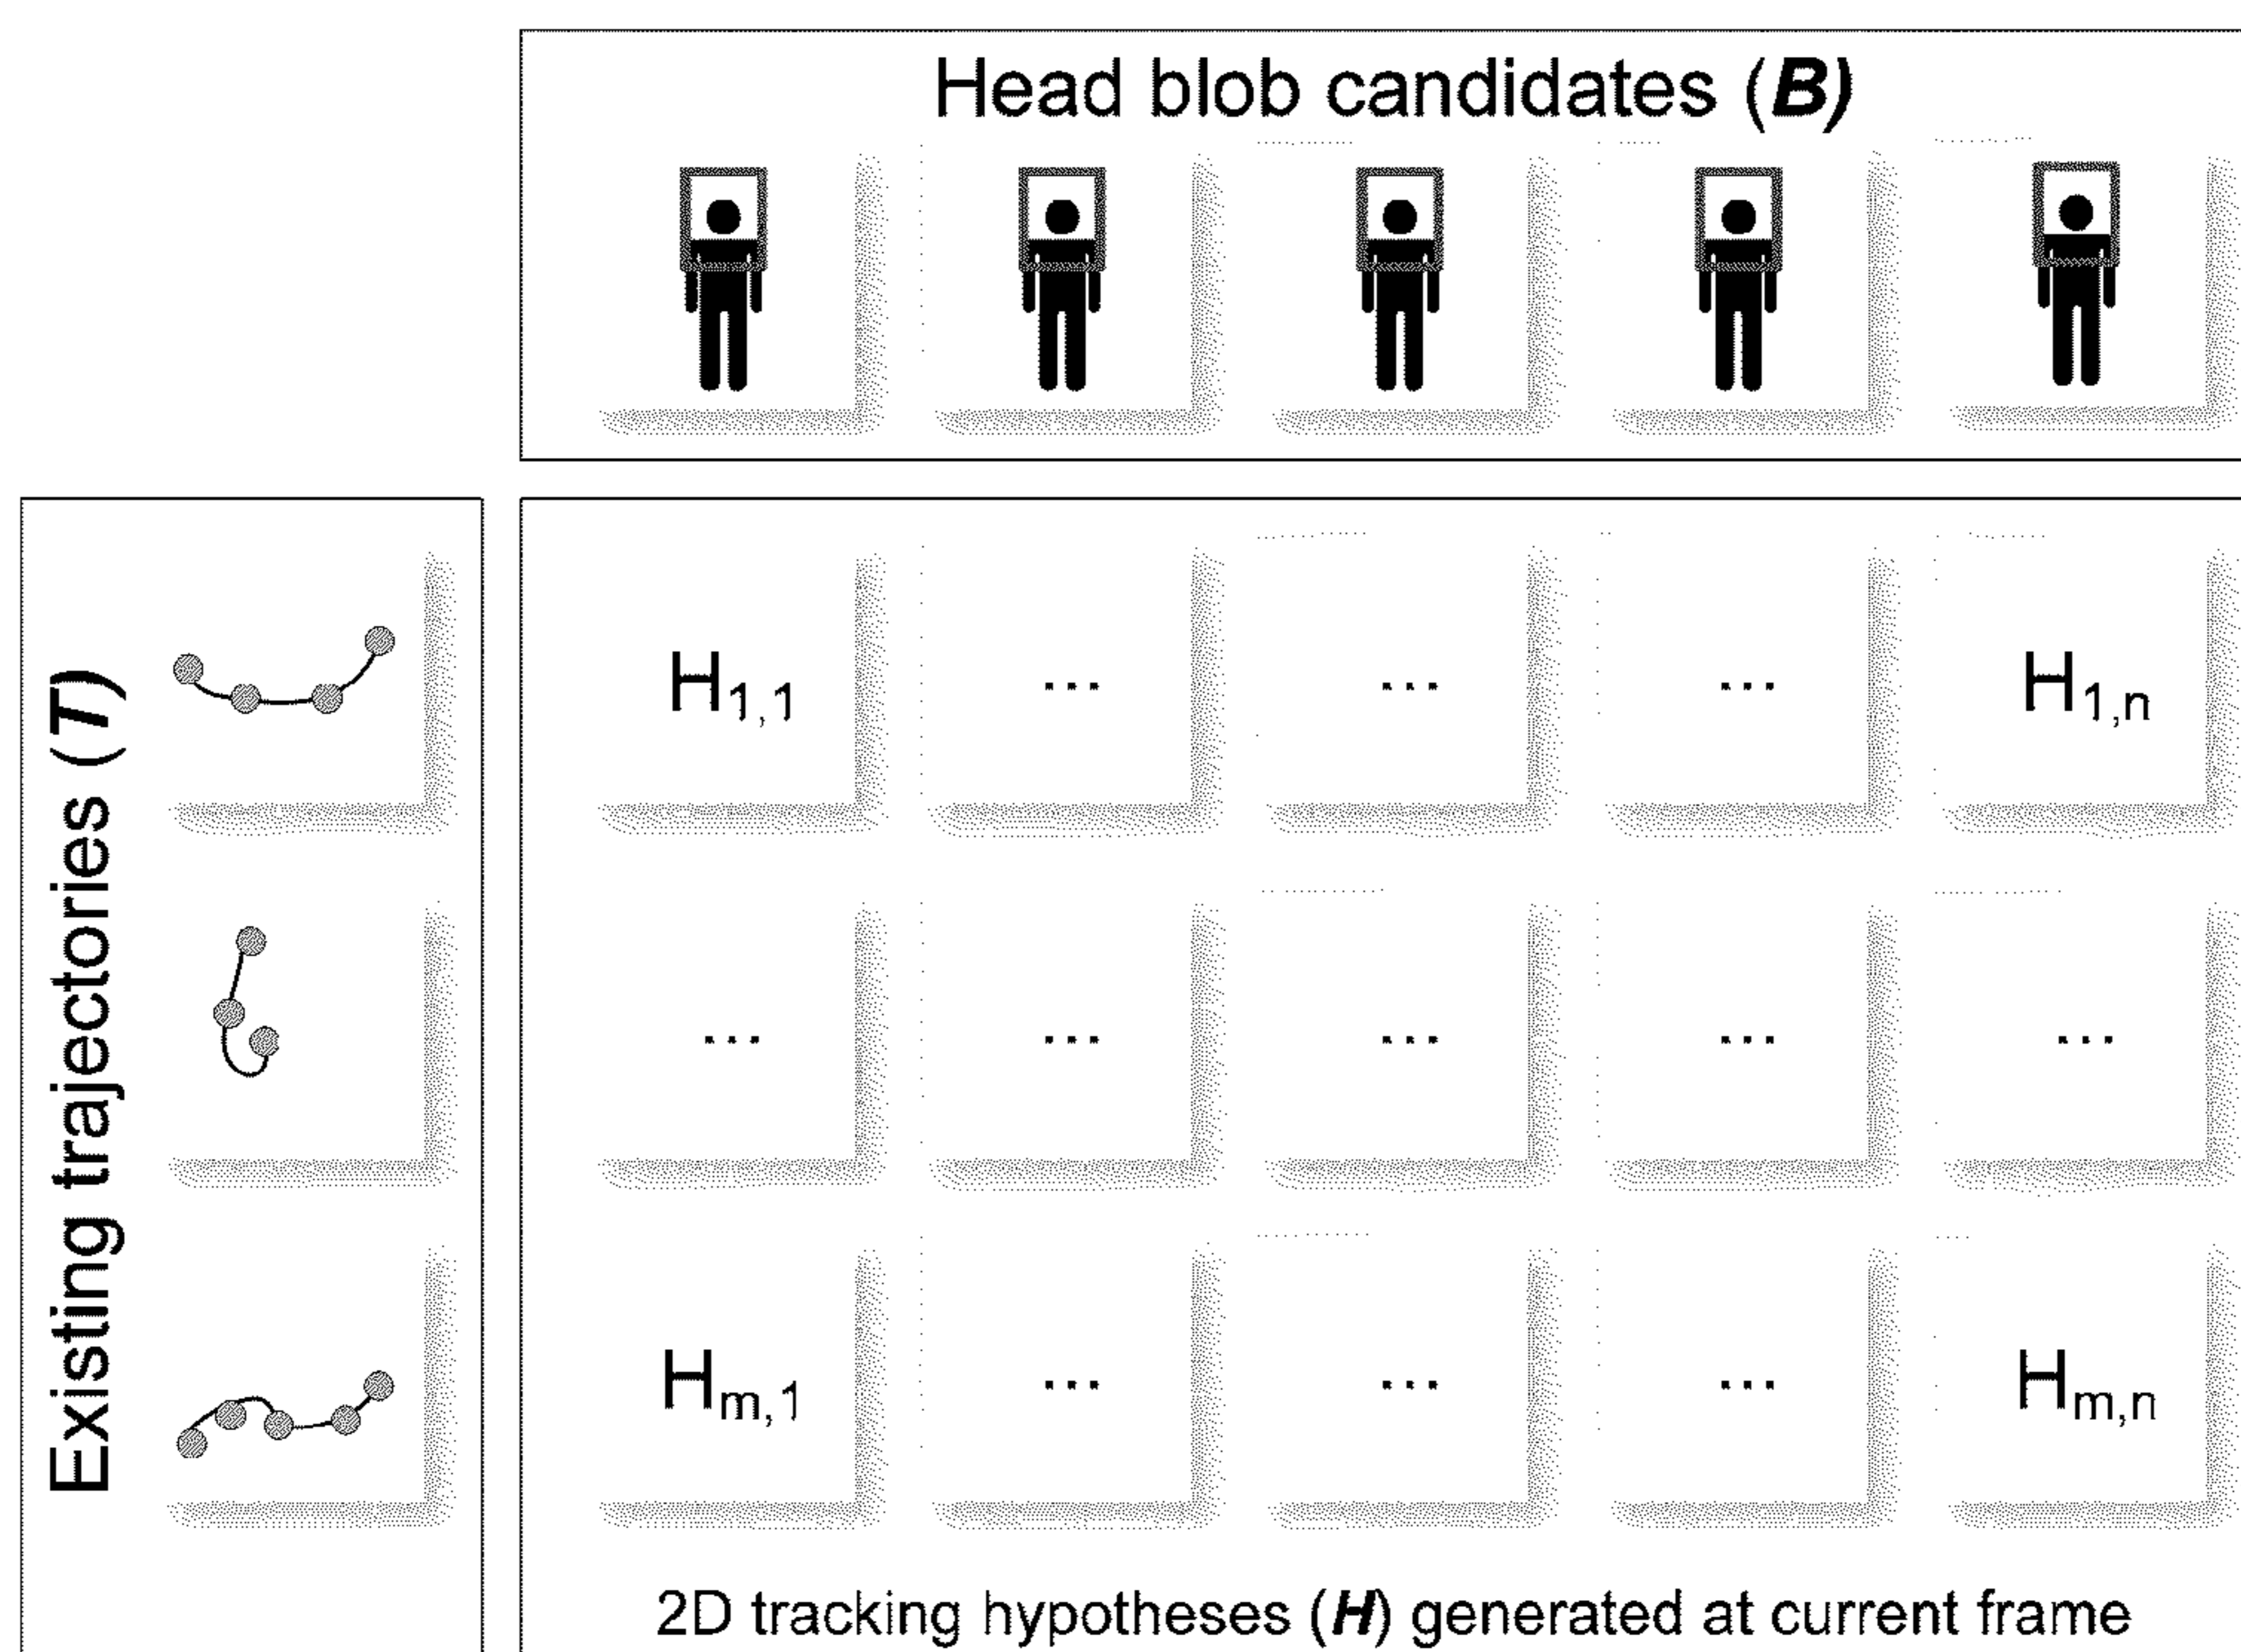 Head blob candidates (B)
Existing trajectories (T)
H1,1 ... ... ... H1,n
... ... ... ... ...
Hm,1 ... ... ... Hm,n
2D tracking hypotheses (H) generated at current frame